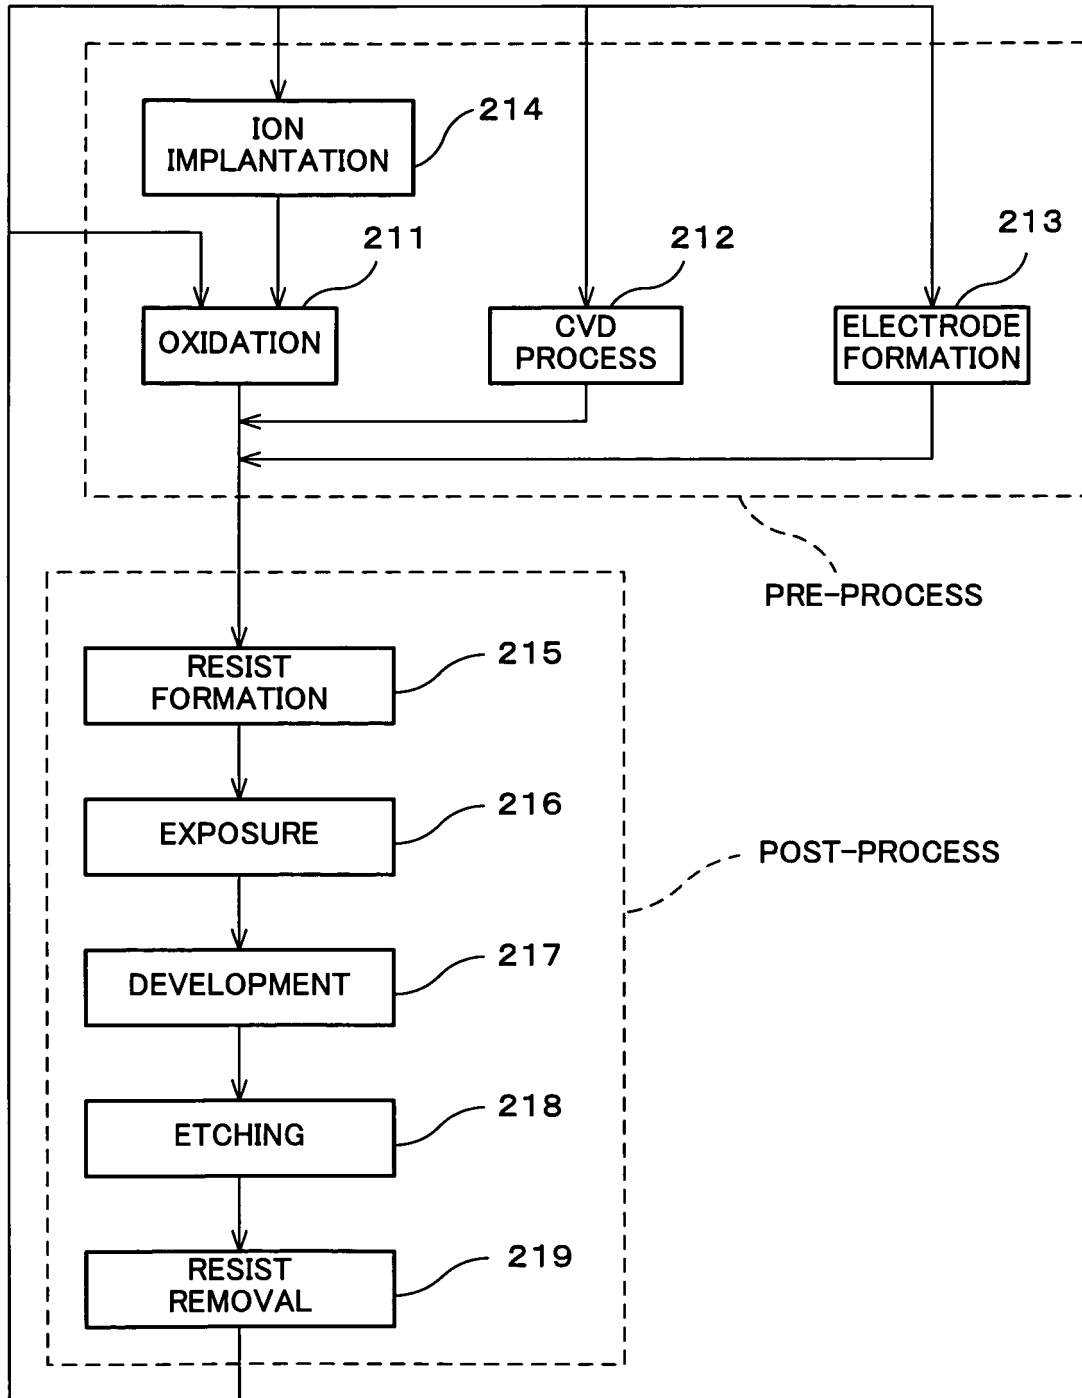 ION
IMPLANTATION
214
211
212
213
OXIDATION
CVD
PROCESS
ELECTRODE
FORMATION
PRE-PROCESS
RESIST
FORMATION
215
EXPOSURE
216
POST-PROCESS
DEVELOPMENT
217
ETCHING
218
RESIST
REMOVAL
219